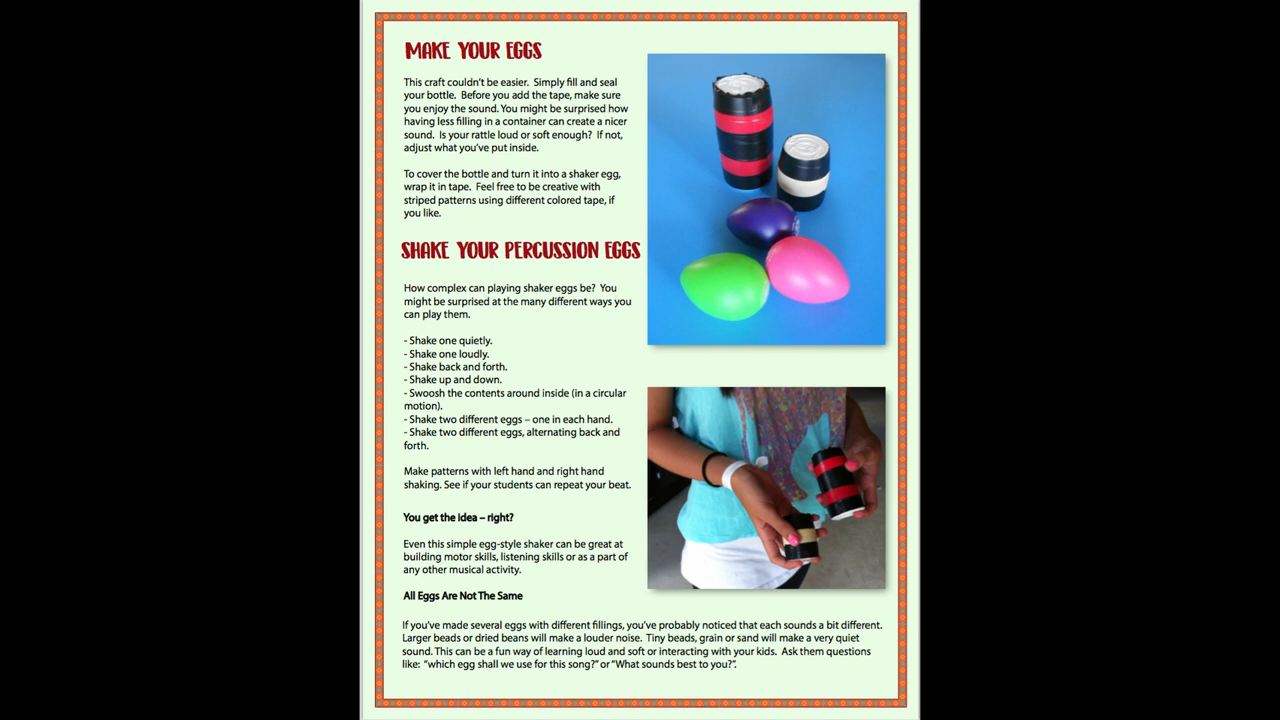 MAKE YOUR EGGS
This craft couldn't be easier. Simply fill and seal
your bottle. Before you add the tape, make sure
you enjoy the sound. You might be surprised how
having less filling in a container can create a nicer
sound. Is your rattle loud or soft enough? If not,
adjust what you've put inside.
To cover the bottle and turn it into a shaker egg,
wrap it in tape. Feel free to be creative with
striped patterns using different colored tape, if
you like.
SHAKE YOUR PERCUSSION EGGS
How complex can playing shaker eggs be? You
might be surprised at the many different ways you
can play them.
- Shake one quietly.
- Shake one loudly.
- Shake back and forth.
- Shake up and down.
- Swoosh the contents around inside (in a circular
motion).
- Shake two different eggs – one in each hand.
- Shake two different eggs, alternating back and
forth.
Make patterns with left hand and right hand
shaking. See if your students can repeat your beat.
You get the idea – right?
Even this simple egg-style shaker can be great at
building motor skills, listening skills or as a part of
any other musical activity.
All Eggs Are Not The Same
If you've made several eggs with different fillings, you've probably noticed that each sounds a bit different.
Larger beads or dried beans will make a louder noise. Tiny beads, grain or sand will make a very quiet
sound. This can be a fun way of learning loud and soft or interacting with your kids. Ask them questions
like: "which egg shall we use for this song?" or "What sounds best to you?".